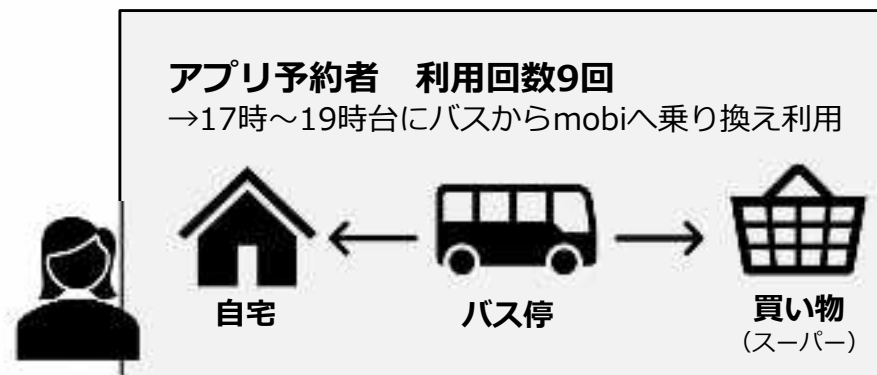 アプリ予約者　利用回数9回
→17時～19時台にバスからmobiへ乗り換え利用
自宅
バス停
買い物
（スーパー）